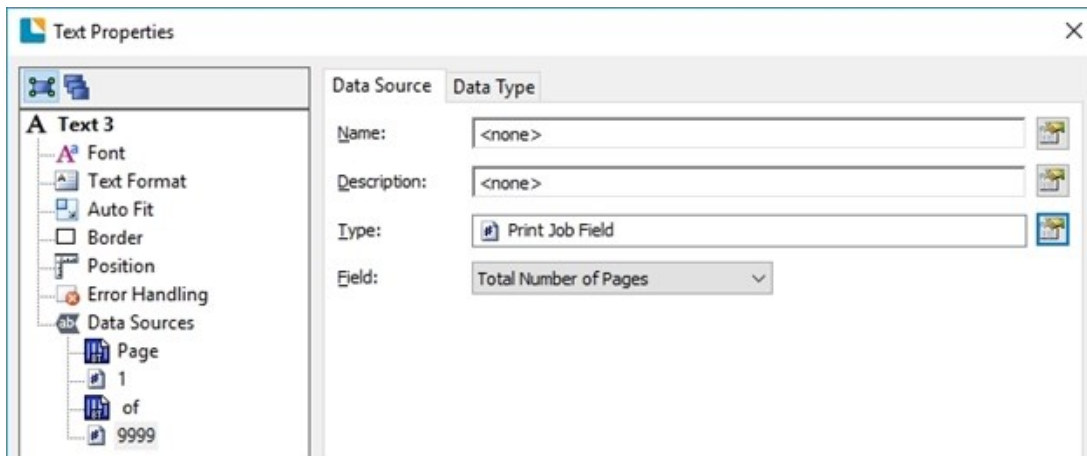 Text Properties
A Text 3
Font
Text Format
Auto Fit
Border
Position
Error Handling
Data Sources
Page
1
of
9999
Data Source Data Type
Name: <none>
Description: <none>
Type: Print Job Field
Field: Total Number of Pages